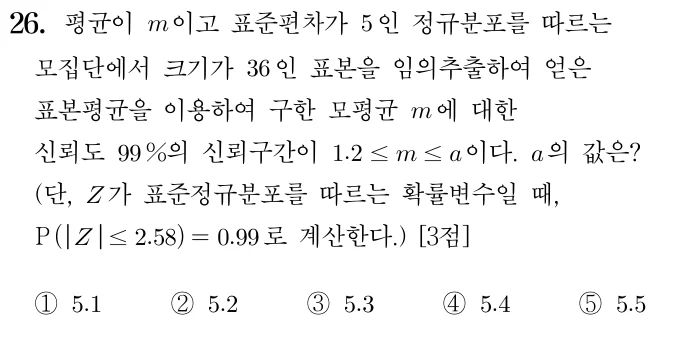 26. 평균이 m이고 표준편차가 5인 정규분포를 따르는
모집단에서 크기가 36인 표본을 임의추출하여 얻은
표본평균을 이용하여 구한 모평균 m에 대한
신뢰도 99%의 신뢰구간이 1.2 ≤ m ≤ a이다. a의 값은?
(단, Z가 표준정규분포를 따르는 확률변수일 때,
P(|Z| ≤ 2.58) = 0.99로 계산한다.) [3점]
① 5.1 ② 5.2 ③ 5.3 ④ 5.4 ⑤ 5.5